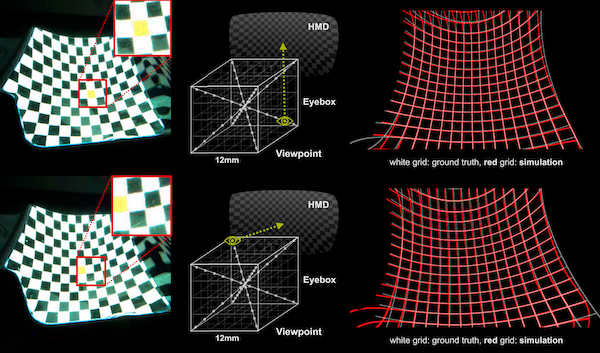 HMD
Eyebox
12mm
Viewpoint
white grid: ground truth, red grid: simulation
HMD
Eyebox
12mm
Viewpoint
white grid: ground truth, red grid: simulation